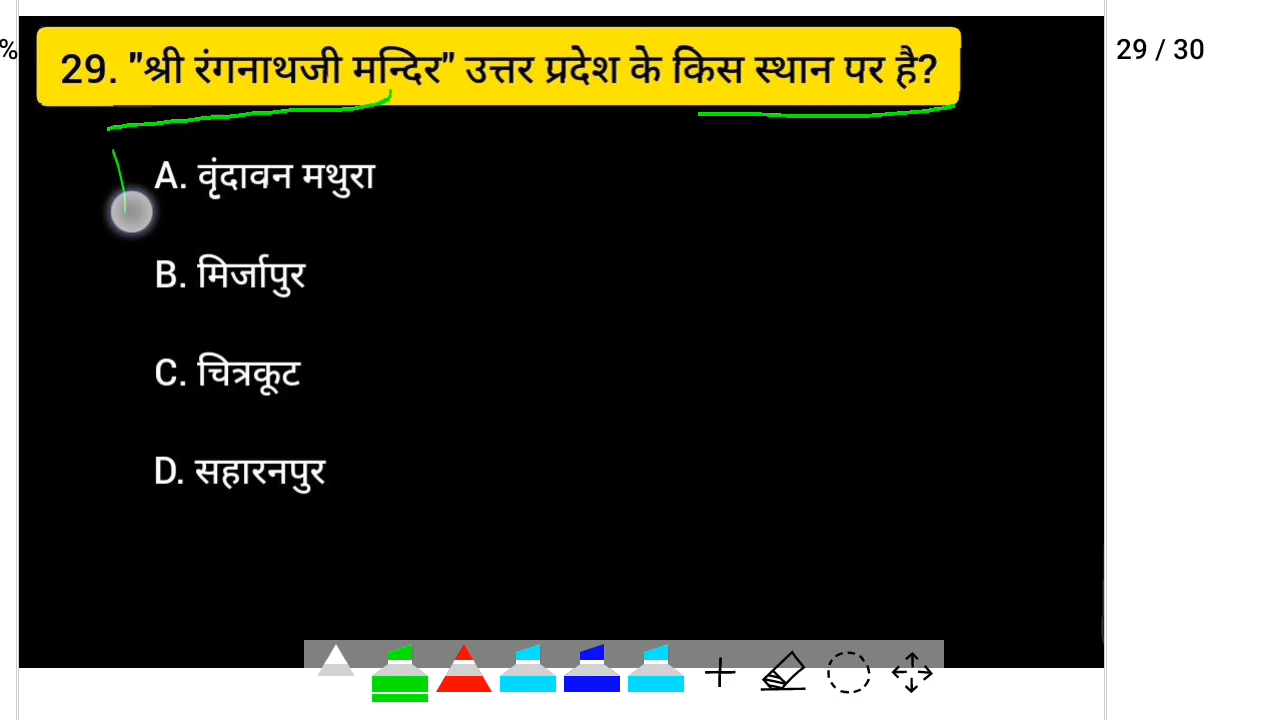 29. "श्री रंगनाथजी मन्दिर" उत्तर प्रदेश के किस स्थान पर है?
29 / 30
%
A. वृंदावन मथुरा
B. मिर्जापुर
C. चित्रकूट
D. सहारनपुर